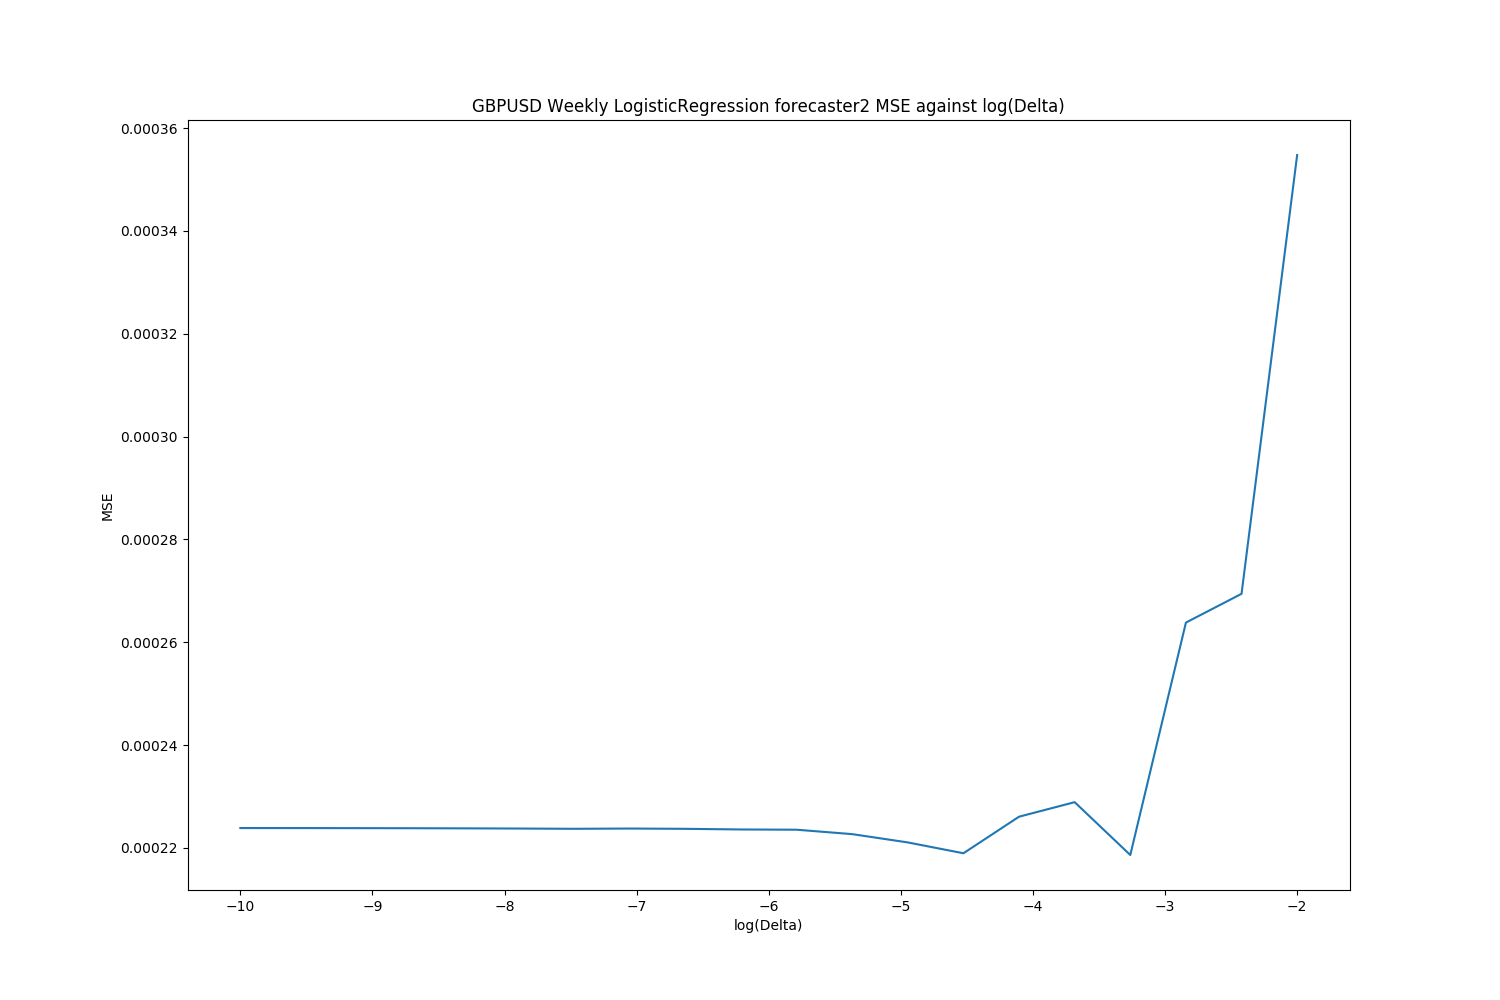 GBPUSD Weekly LogisticRegression forecaster2 MSE against log(Delta)
0.00036
0.00034
0.00032
0.00030
0.00028
0.00026
0.00024
0.00022
MSE
−10 −9 −8 −7 −6 −5 −4 −3 −2
log(Delta)